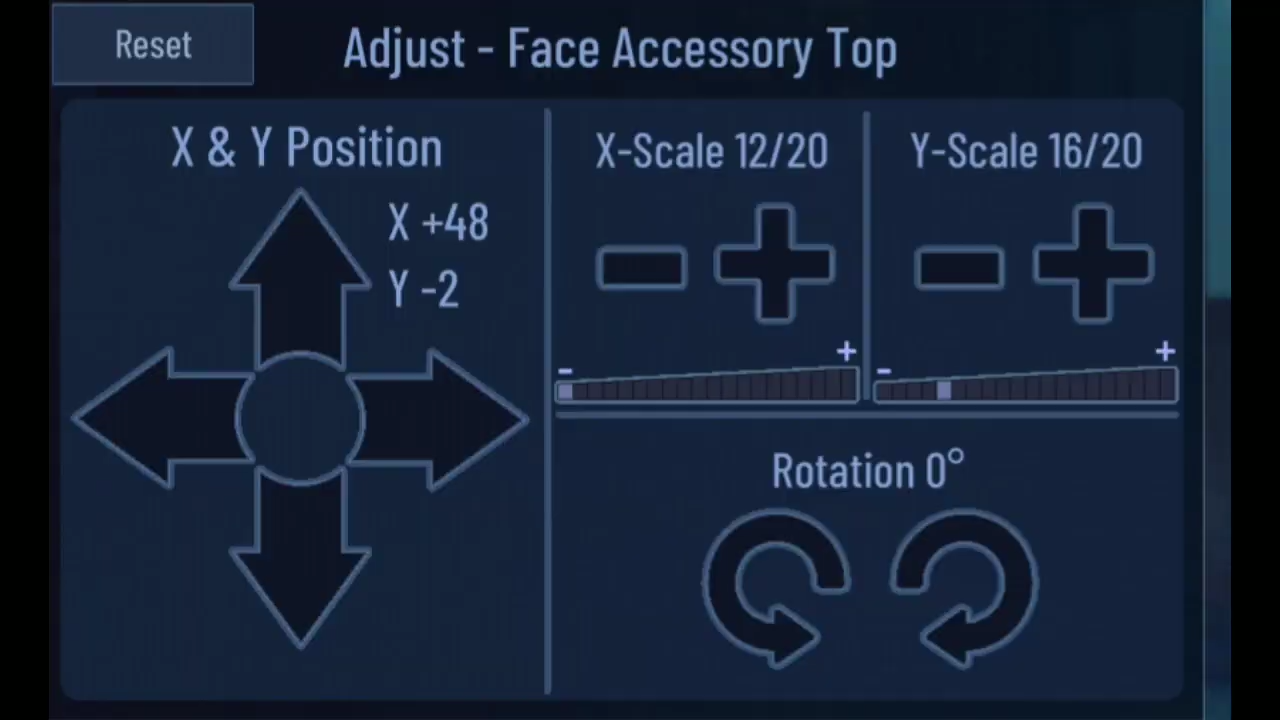 Reset
Adjust - Face Accessory Top
X & Y Position
X +48
Y -2
X-Scale 12/20
- +
Y-Scale 16/20
- +
Rotation 0°